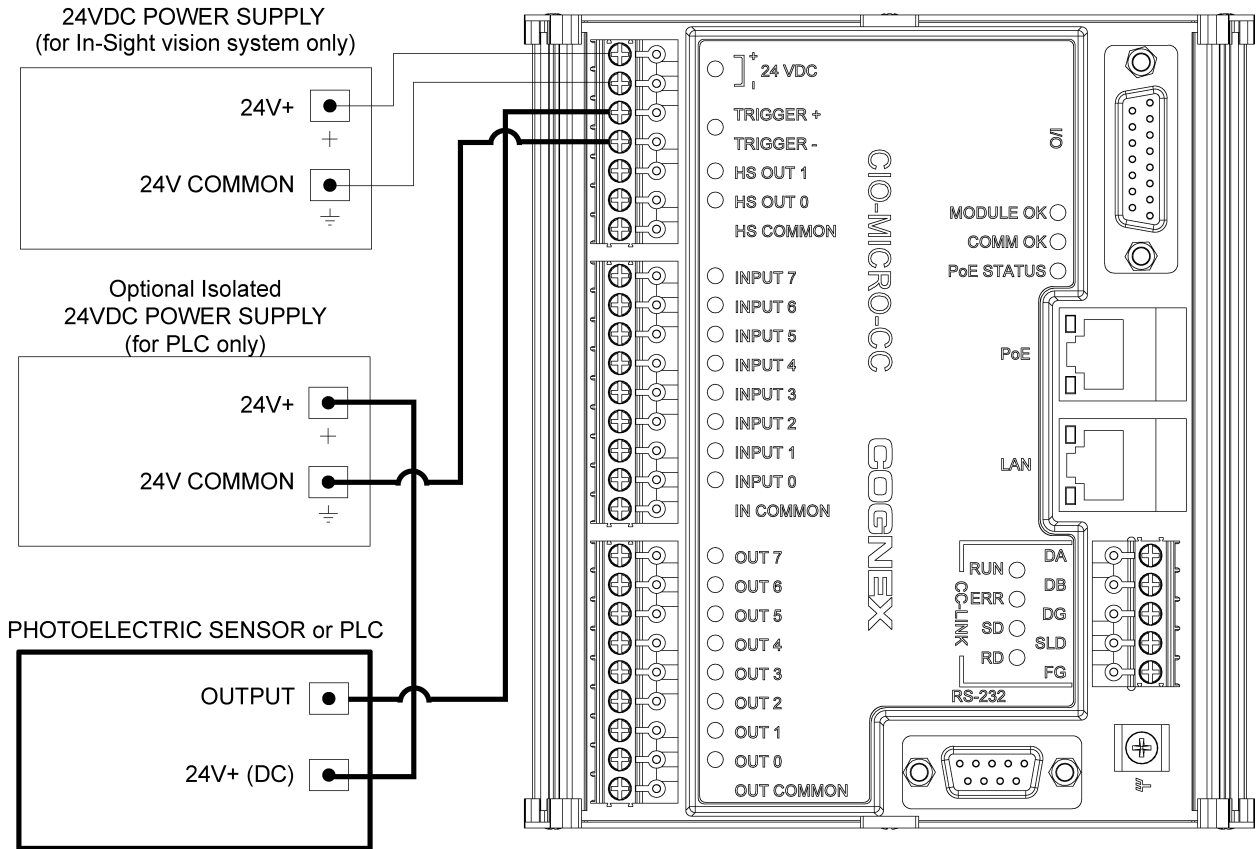 24VDC POWER SUPPLY
(for In-Sight vision system only)
24V+
+
24V COMMON
Optional Isolated
24VDC POWER SUPPLY
(for PLC only)
24V+
+
24V COMMON
PHOTOELECTRIC SENSOR or PLC
OUTPUT
24V+ (DC)
+
24 VDC
-
TRIGGER +
TRIGGER -
HS OUT 1
HS OUT 0
HS COMMON
INPUT 7
INPUT 6
INPUT 5
INPUT 4
INPUT 3
INPUT 2
INPUT 1
INPUT 0
IN COMMON
OUT 7
OUT 6
OUT 5
OUT 4
OUT 3
OUT 2
OUT 1
OUT 0
OUT COMMON
CIO-MICRO-CC
COGNEX
I/O
MODULE OK
COMM OK
PoE STATUS
PoE
LAN
CC-LINK
RUN
ERR
SD
RD
DA
DB
DG
SLD
FG
RS-232